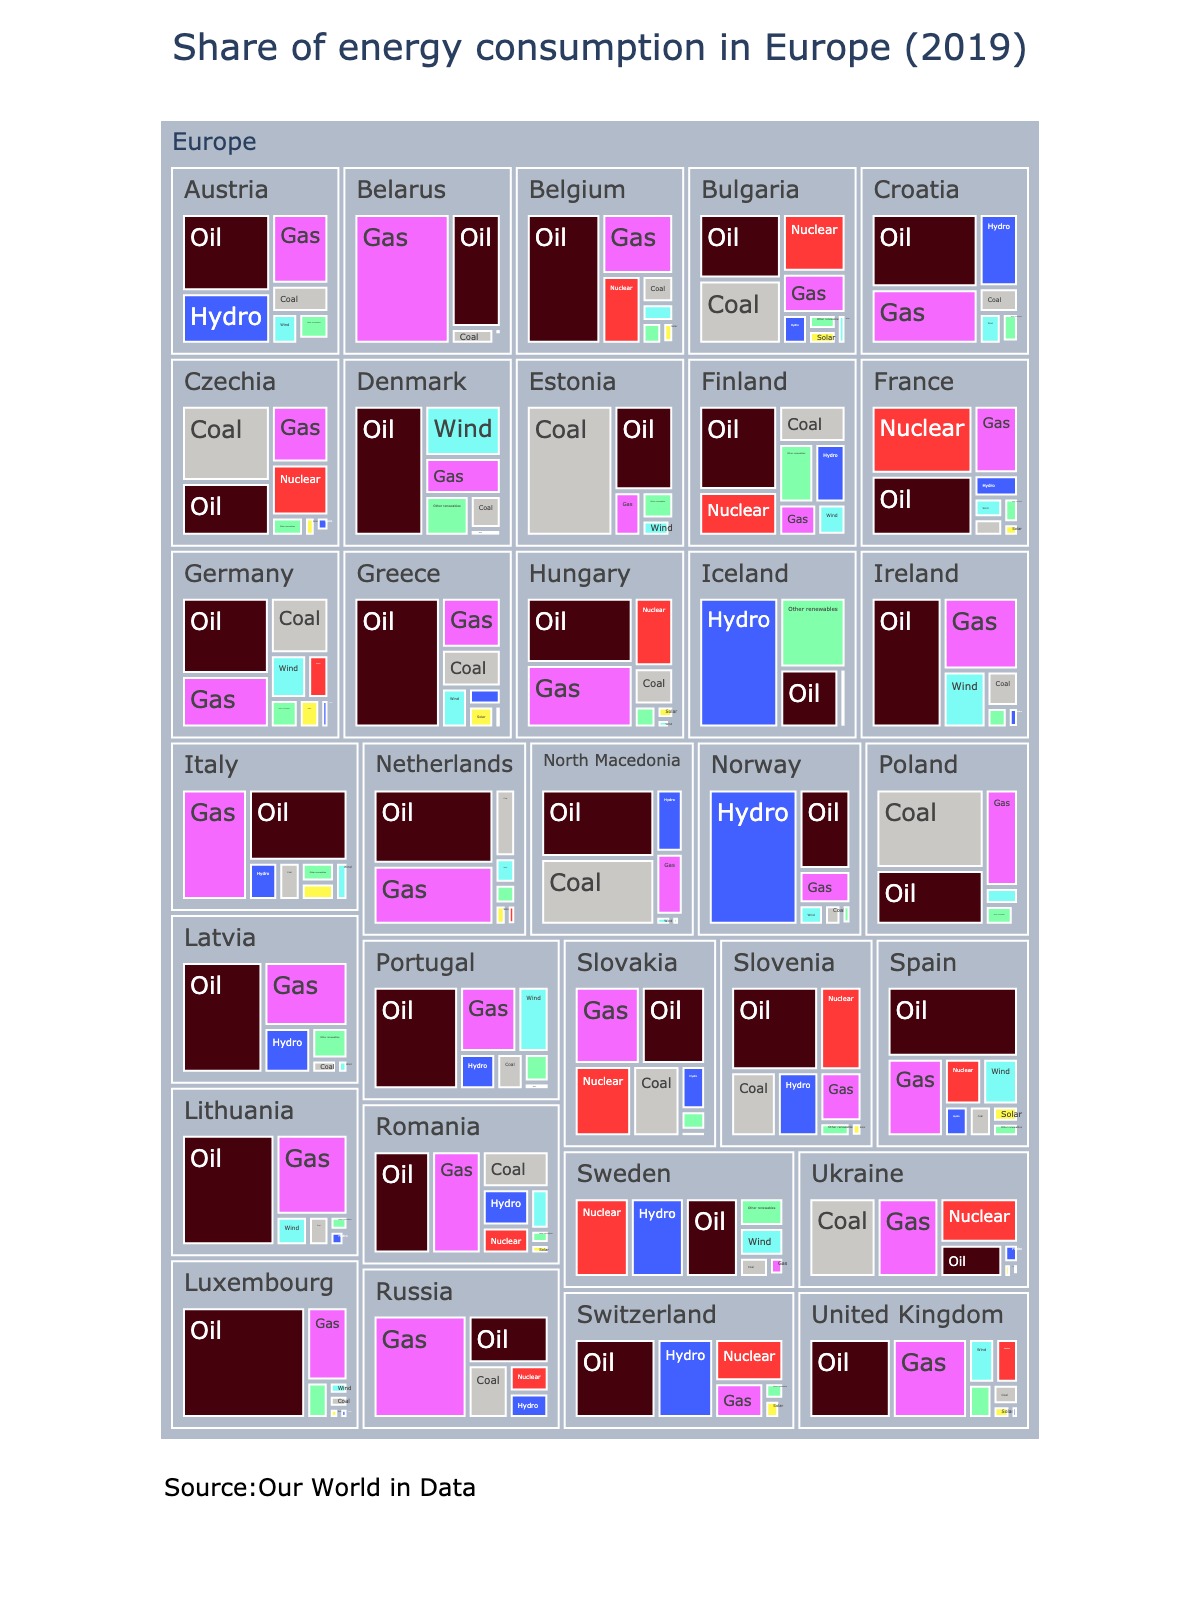 Share of energy consumption in Europe (2019)
Europe
Austria
Oil
Gas
Hydro
Coal
Wind
Belarus
Gas
Oil
Coal
Belgium
Oil
Gas
Nuclear
Coal
Bulgaria
Oil
Nuclear
Coal
Gas
Hydro
Solar
Croatia
Oil
Hydro
Gas
Coal
Wind
Czechia
Coal
Gas
Oil
Nuclear
Denmark
Oil
Wind
Gas
Other renewables
Coal
Estonia
Coal
Oil
Gas
Wind
Finland
Oil
Coal
Nuclear
Hydro
Gas
Wind
France
Nuclear
Gas
Oil
Hydro
Solar
Germany
Oil
Coal
Gas
Wind
Greece
Oil
Gas
Coal
Wind
Solar
Hungary
Oil
Nuclear
Gas
Coal
Solar
Iceland
Hydro
Other renewables
Oil
Ireland
Oil
Gas
Wind
Coal
Italy
Gas
Oil
Hydro
Netherlands
Oil
Gas
North Macedonia
Oil
Hydro
Coal
Gas
Norway
Hydro
Oil
Gas
Wind
Coal
Poland
Coal
Gas
Oil
Latvia
Oil
Gas
Hydro
Other renewables
Coal
Portugal
Oil
Gas
Wind
Hydro
Coal
Slovakia
Gas
Oil
Nuclear
Coal
Slovenia
Oil
Nuclear
Coal
Hydro
Gas
Other renewables
Spain
Oil
Gas
Nuclear
Wind
Solar
Lithuania
Oil
Gas
Wind
Romania
Oil
Gas
Coal
Hydro
Nuclear
Solar
Sweden
Nuclear
Hydro
Oil
Other renewables
Wind
Gas
Ukraine
Coal
Gas
Nuclear
Oil
Luxembourg
Oil
Gas
Wind
Coal
Russia
Gas
Oil
Coal
Nuclear
Hydro
Switzerland
Oil
Hydro
Nuclear
Gas
Solar
United Kingdom
Oil
Gas
Wind
Coal
Solar
Source:Our World in Data